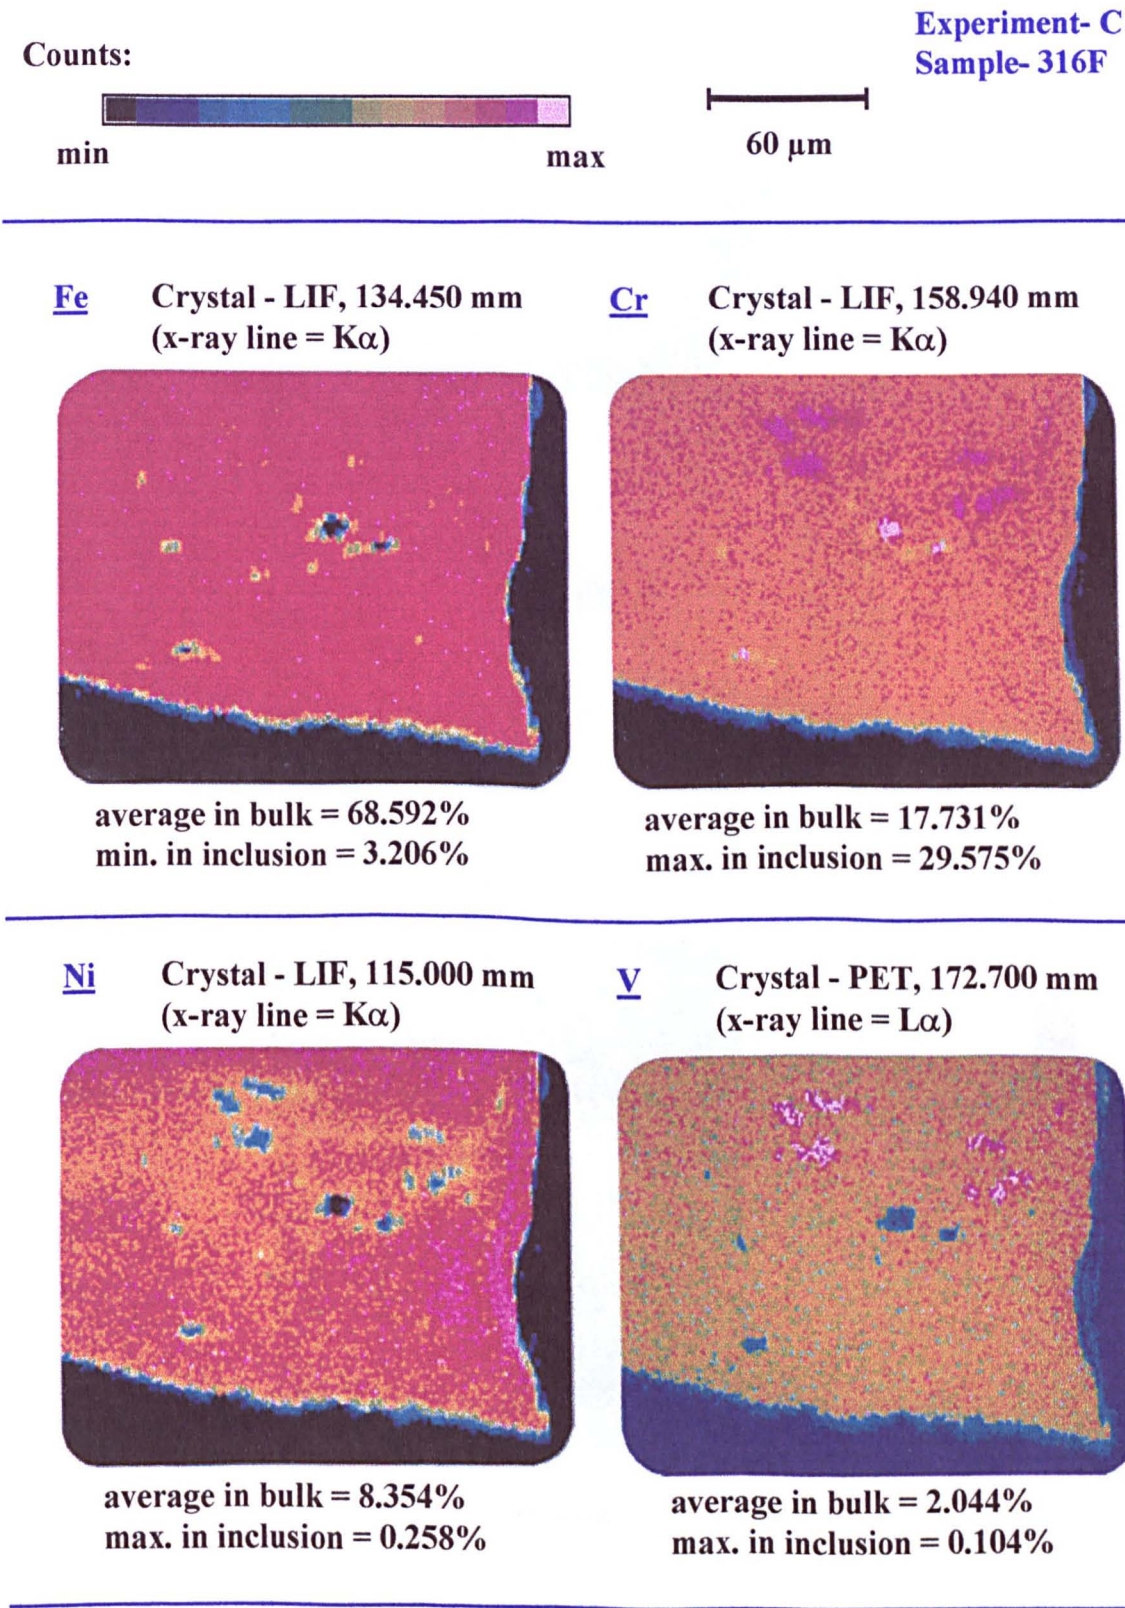 Experiment- C
Sample- 316F
Counts:
min
max
60 µm
Fe
Crystal - LIF, 134.450 mm
(x-ray line = Kα)
Cr
Crystal - LIF, 158.940 mm
(x-ray line = Kα)
average in bulk = 68.592%
min. in inclusion = 3.206%
average in bulk = 17.731%
max. in inclusion = 29.575%
Ni
Crystal - LIF, 115.000 mm
(x-ray line = Kα)
V
Crystal - PET, 172.700 mm
(x-ray line = Lα)
average in bulk = 8.354%
max. in inclusion = 0.258%
average in bulk = 2.044%
max. in inclusion = 0.104%